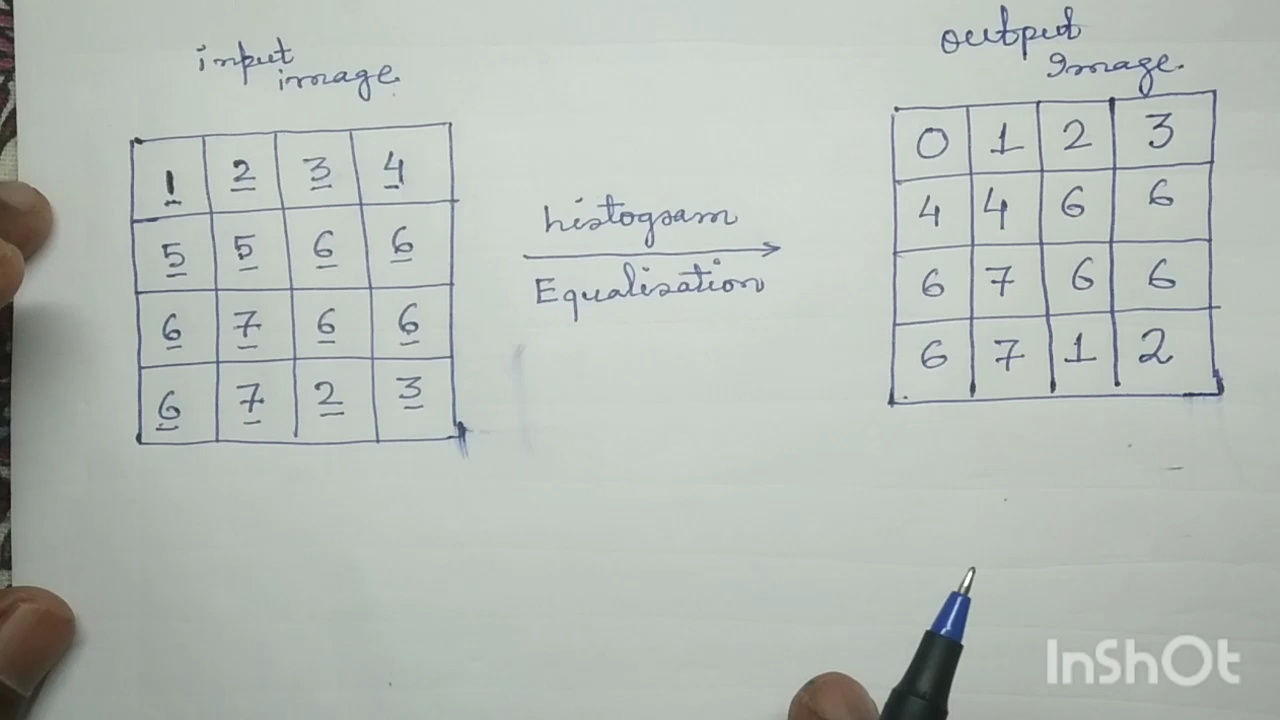 input
image
1 2 3 4
5 5 6 6
6 7 6 6
6 7 2 3
histogram
Equalisation
output
Image
0 1 2 3
4 4 6 6
6 7 6 6
6 7 1 2
InShOt